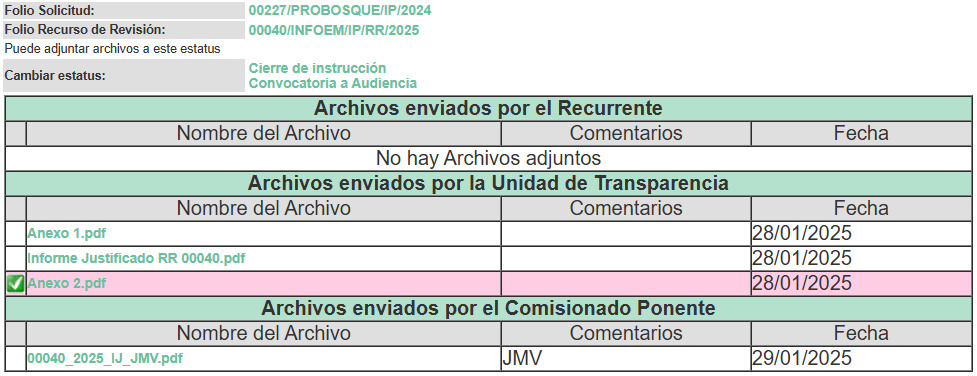 Folio Solicitud: 00227/PROBOSQUE/IP/2024
Folio Recurso de Revisión: 00040/INFOEM/IP/RR/2025
Puede adjuntar archivos a este estatus
Cambiar estatus: Cierre de instrucción
Convocatoria a Audiencia
Archivos enviados por el Recurrente
Nombre del Archivo Comentarios Fecha
No hay Archivos adjuntos
Archivos enviados por la Unidad de Transparencia
Nombre del Archivo Comentarios Fecha
Anexo 1.pdf 28/01/2025
Informe Justificado RR 00040.pdf 28/01/2025
Anexo 2.pdf 28/01/2025
Archivos enviados por el Comisionado Ponente
Nombre del Archivo Comentarios Fecha
00040_2025_IJ_JMV.pdf JMV 29/01/2025